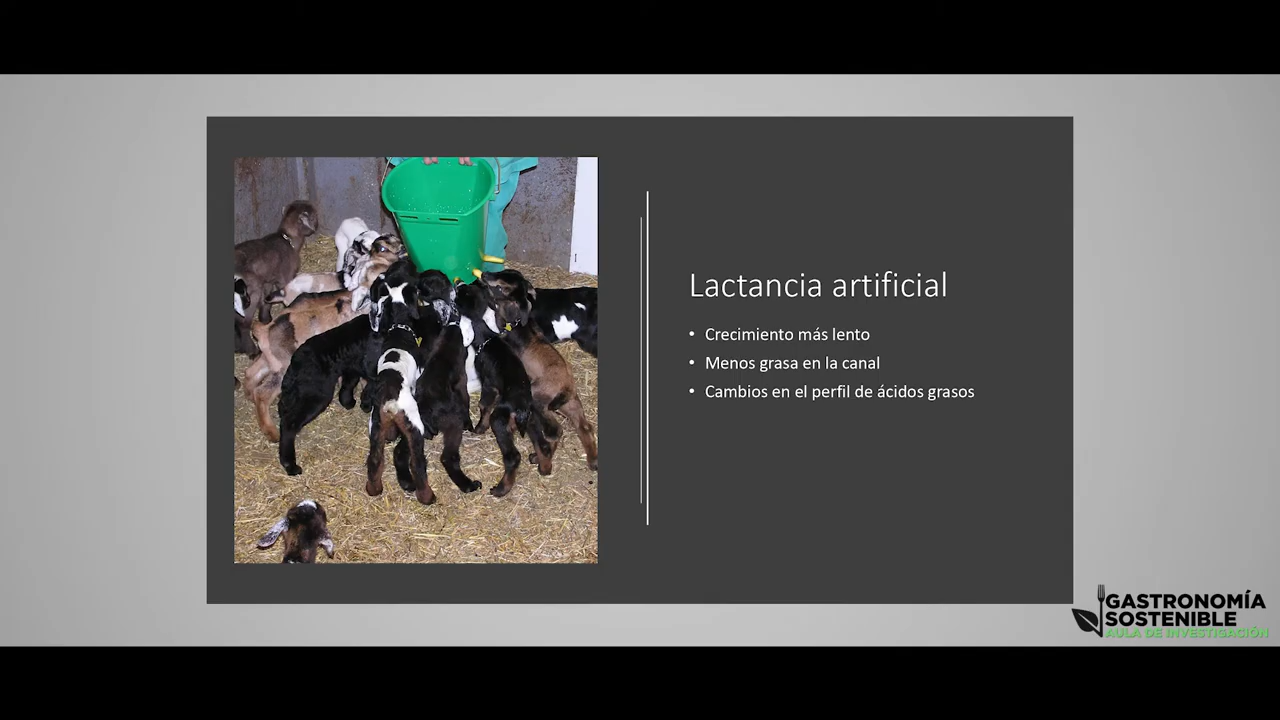 Lactancia artificial
• Crecimiento más lento
• Menos grasa en la canal
• Cambios en el perfil de ácidos grasos
GASTRONOMÍA
SOSTENIBLE
AULA DE INVESTIGACIÓN